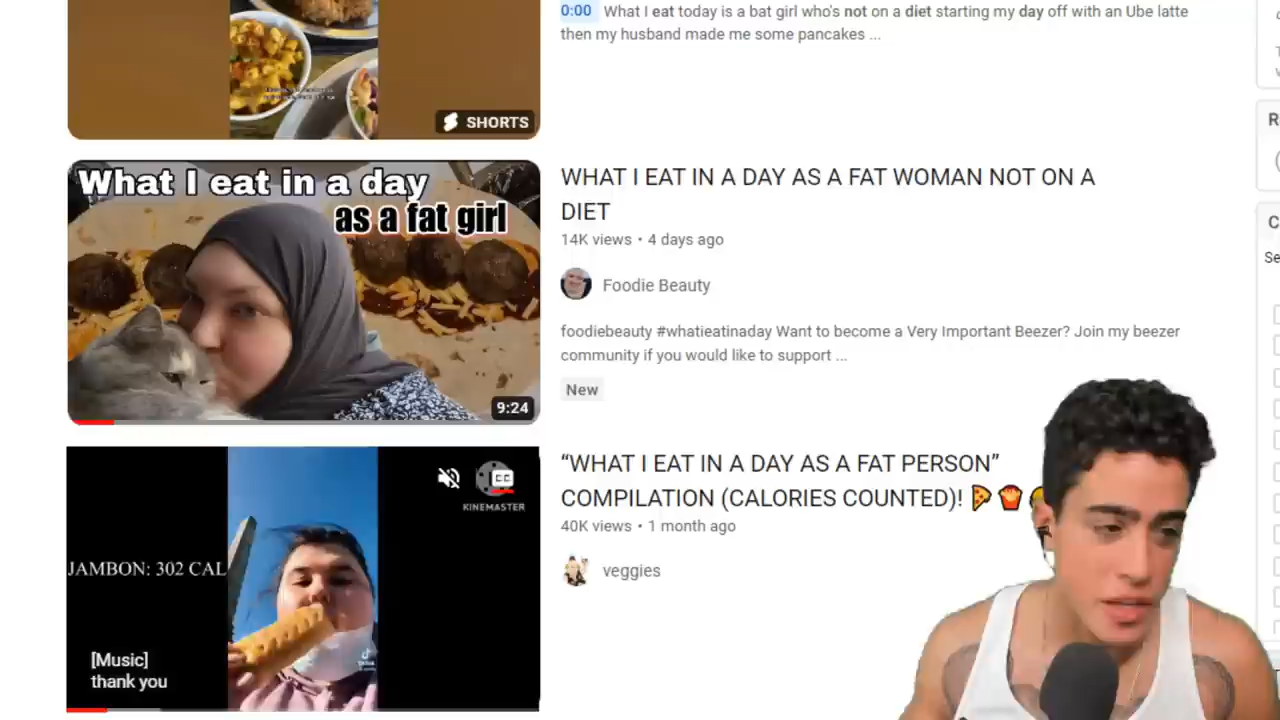 0:00 What I eat today is a bat girl who's not on a diet starting my day off with an Ube latte
then my husband made me some pancakes ...
SHORTS
What I eat in a day
as a fat girl
9:24
WHAT I EAT IN A DAY AS A FAT WOMAN NOT ON A
DIET
14K views • 4 days ago
Foodie Beauty
foodiebeauty #whatieatinaday Want to become a Very Important Beezer? Join my beezer
community if you would like to support ...
New
CC
KINEMASTER
JAMBON: 302 CAL
[Music]
thank you
“WHAT I EAT IN A DAY AS A FAT PERSON”
COMPILATION (CALORIES COUNTED)! 🍕🍟
40K views • 1 month ago
veggies
R
C
Se